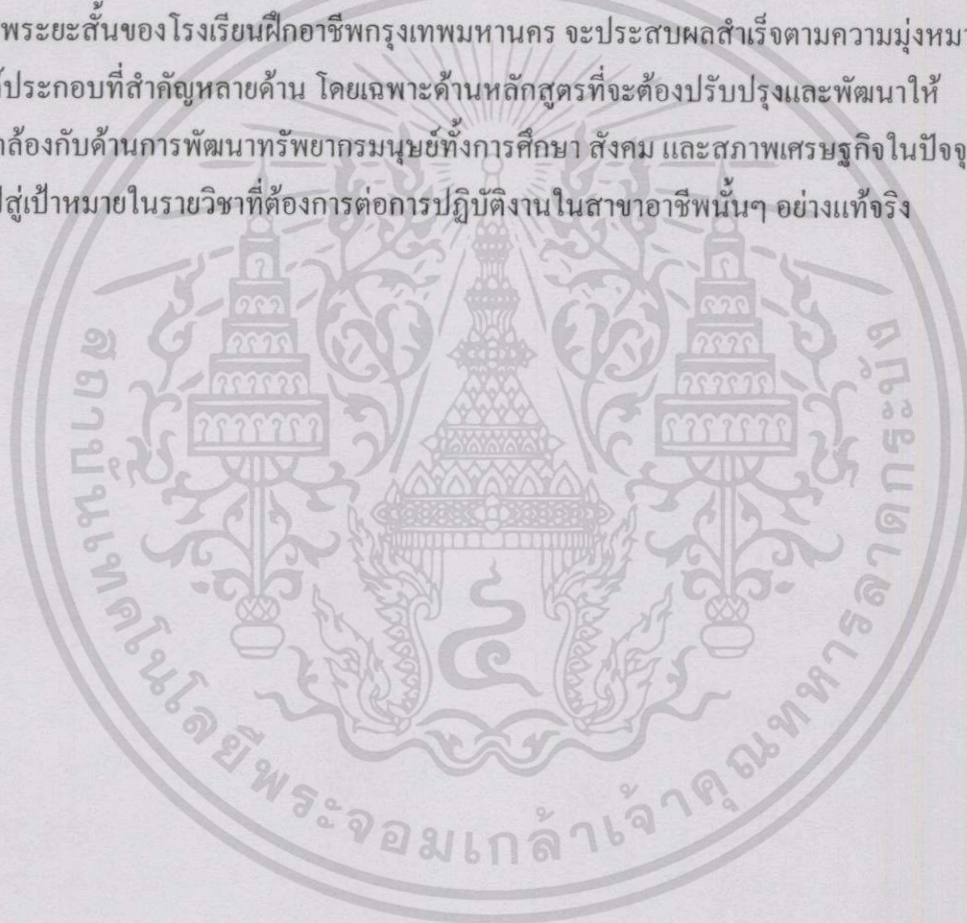 พระยะสั้นของโรงเรียนฝึกอาชีพกรุงเทพมหานคร จะประสบผลสำเร็จตามความมุ่งหมา
ประกอบที่สำคัญหลายด้าน โดยเฉพาะด้านหลักสูตรที่จะต้องปรับปรุงและพัฒนาให้
ล้องกับด้านการพัฒนาทรัพยากรมนุษย์ทั้งการศึกษา สังคม และสภาพเศรษฐกิจในปัจจุ
สู่เป้าหมายในรายวิชาที่ต้องการต่อการปฏิบัติงานในสาขาอาชีพนั้นๆ อย่างแท้จริง
สถาบันเทคโนโลยีพระจอมเกล้าเจ้าคุณทหารลาดกระบัง
๔